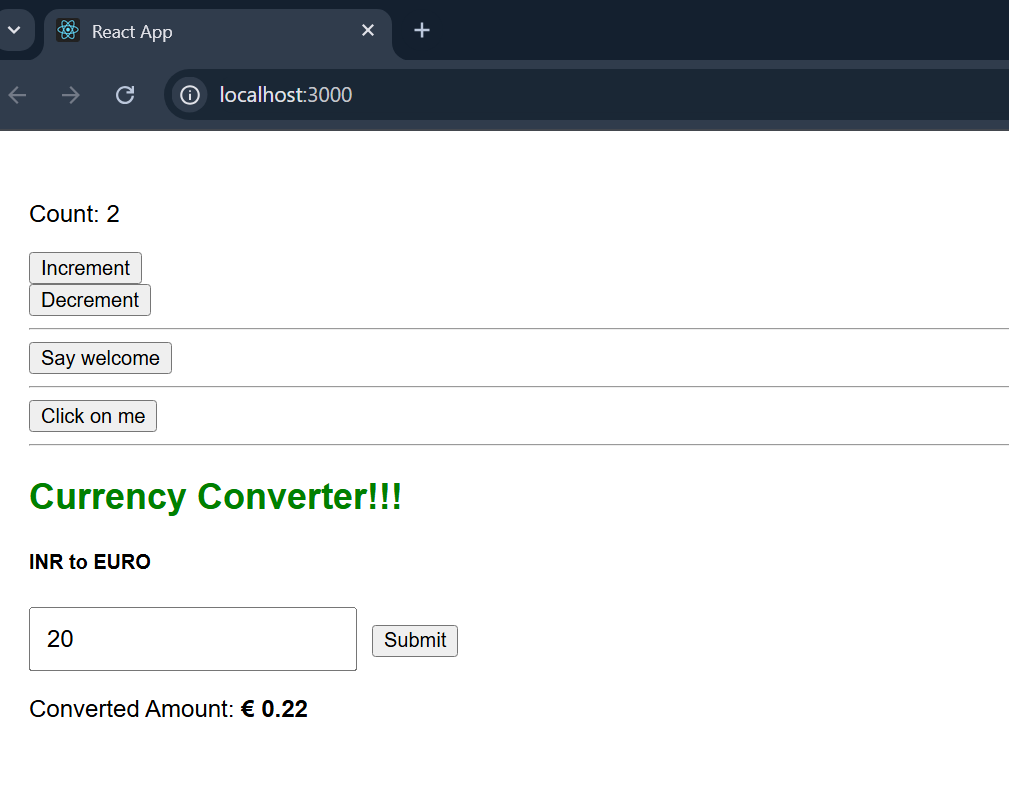 React App
localhost:3000
Count: 2
Increment
Decrement
Say welcome
Click on me
Currency Converter!!!
INR to EURO
20 Submit
Converted Amount: € 0.22